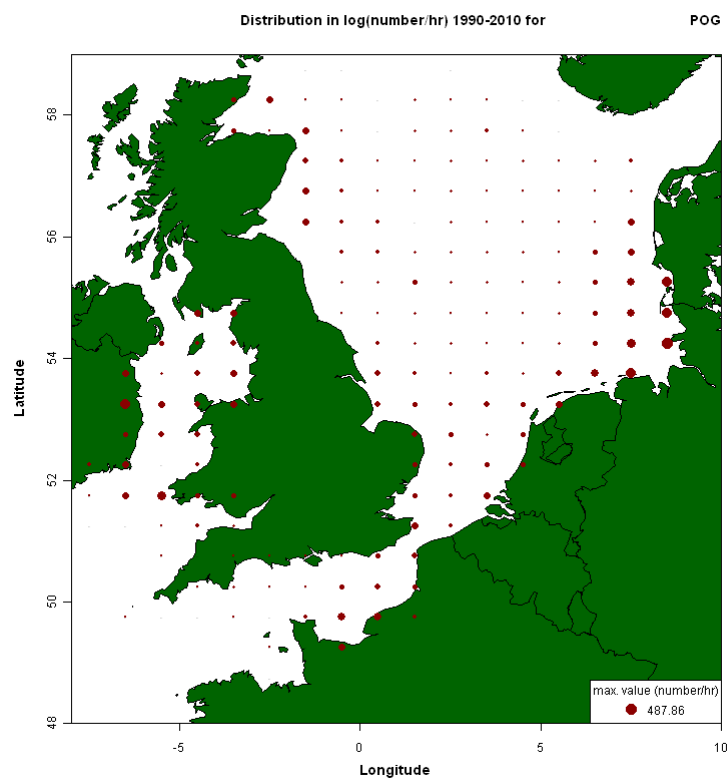 Distribution in log(number/hr) 1990-2010 for POG
58
56
54
52
50
48
Latitude
-5 0 5 10
Longitude
max. value (number/hr)
487.86